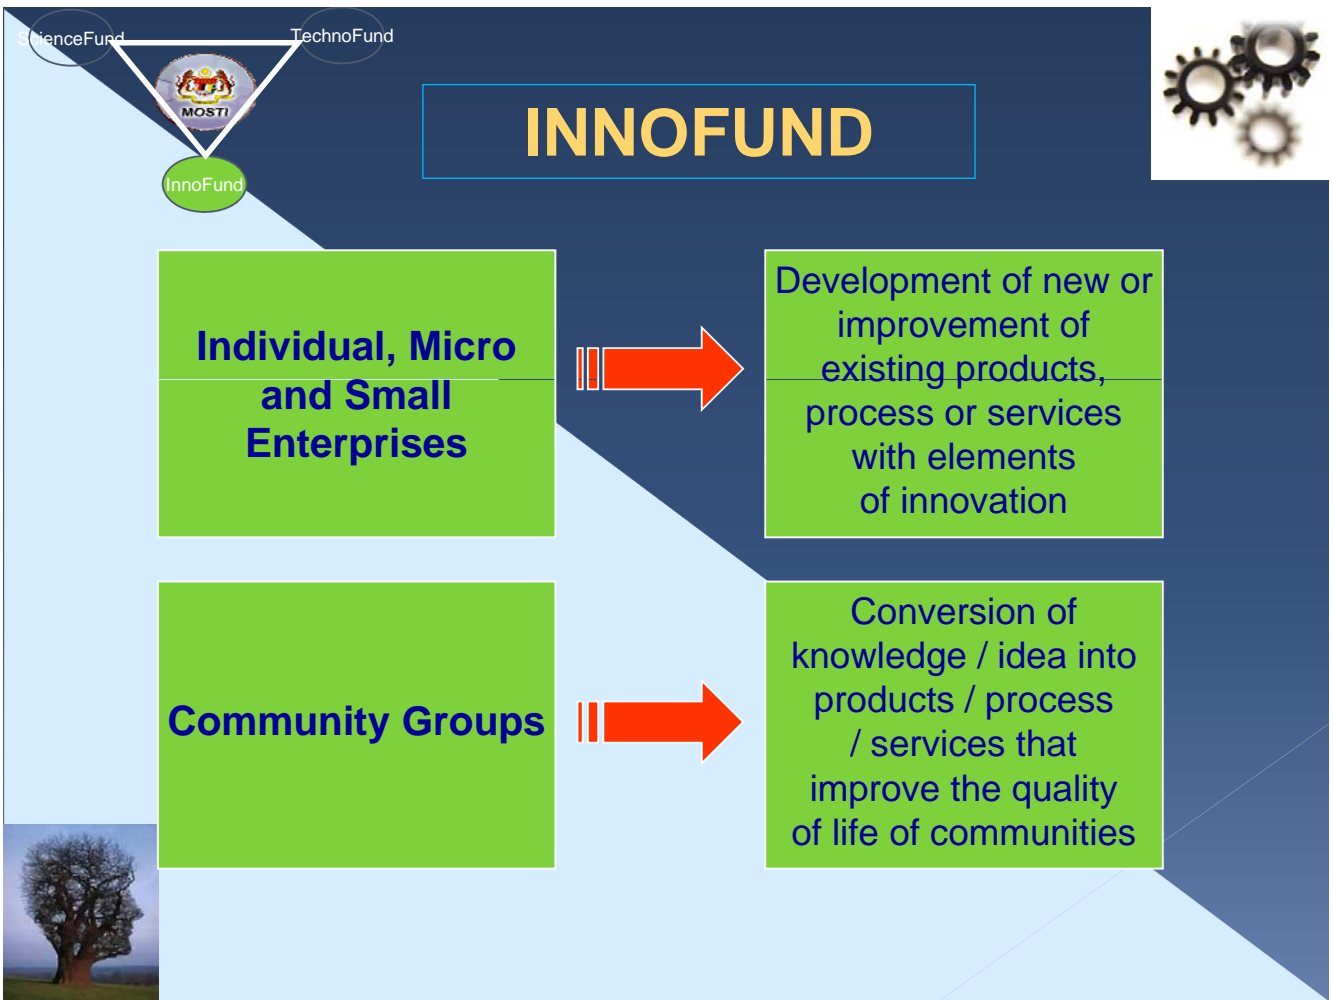 ScienceFund
TechnoFund
MOSTI
InnoFund
INNOFUND
Individual, Micro
and Small
Enterprises
Development of new or
improvement of
existing products,
process or services
with elements
of innovation
Community Groups
Conversion of
knowledge / idea into
products / process
/ services that
improve the quality
of life of communities